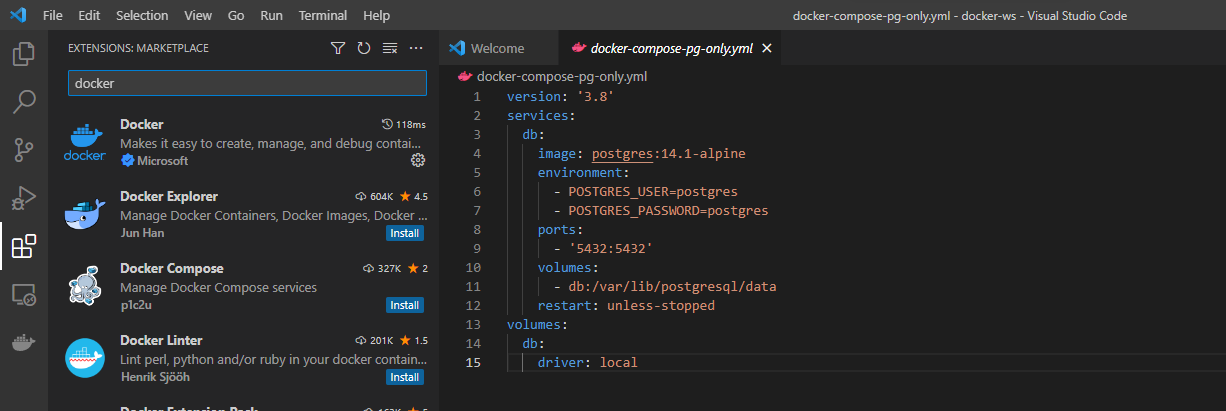 File Edit Selection View Go Run Terminal Help docker-compose-pg-only.yml - docker-ws - Visual Studio Code
EXTENSIONS: MARKETPLACE
docker
Docker 118ms
Makes it easy to create, manage, and debug contai...
Microsoft
docker
Docker Explorer 604K 4.5
Manage Docker Containers, Docker Images, Docker ...
Jun Han Install
Docker Compose 327K 2
Manage Docker Compose services
p1c2u Install
Docker Linter 201K 1.5
Lint perl, python and/or ruby in your docker contain...
Henrik Sjööh Install
Docker Extension Pack 163K 5
Welcome docker-compose-pg-only.yml
docker-compose-pg-only.yml
1 version: '3.8'
2 services:
3 db:
4 image: postgres:14.1-alpine
5 environment:
6 - POSTGRES_USER=postgres
7 - POSTGRES_PASSWORD=postgres
8 ports:
9 - '5432:5432'
10 volumes:
11 - db:/var/lib/postgresql/data
12 restart: unless-stopped
13 volumes:
14 db:
15 driver: local